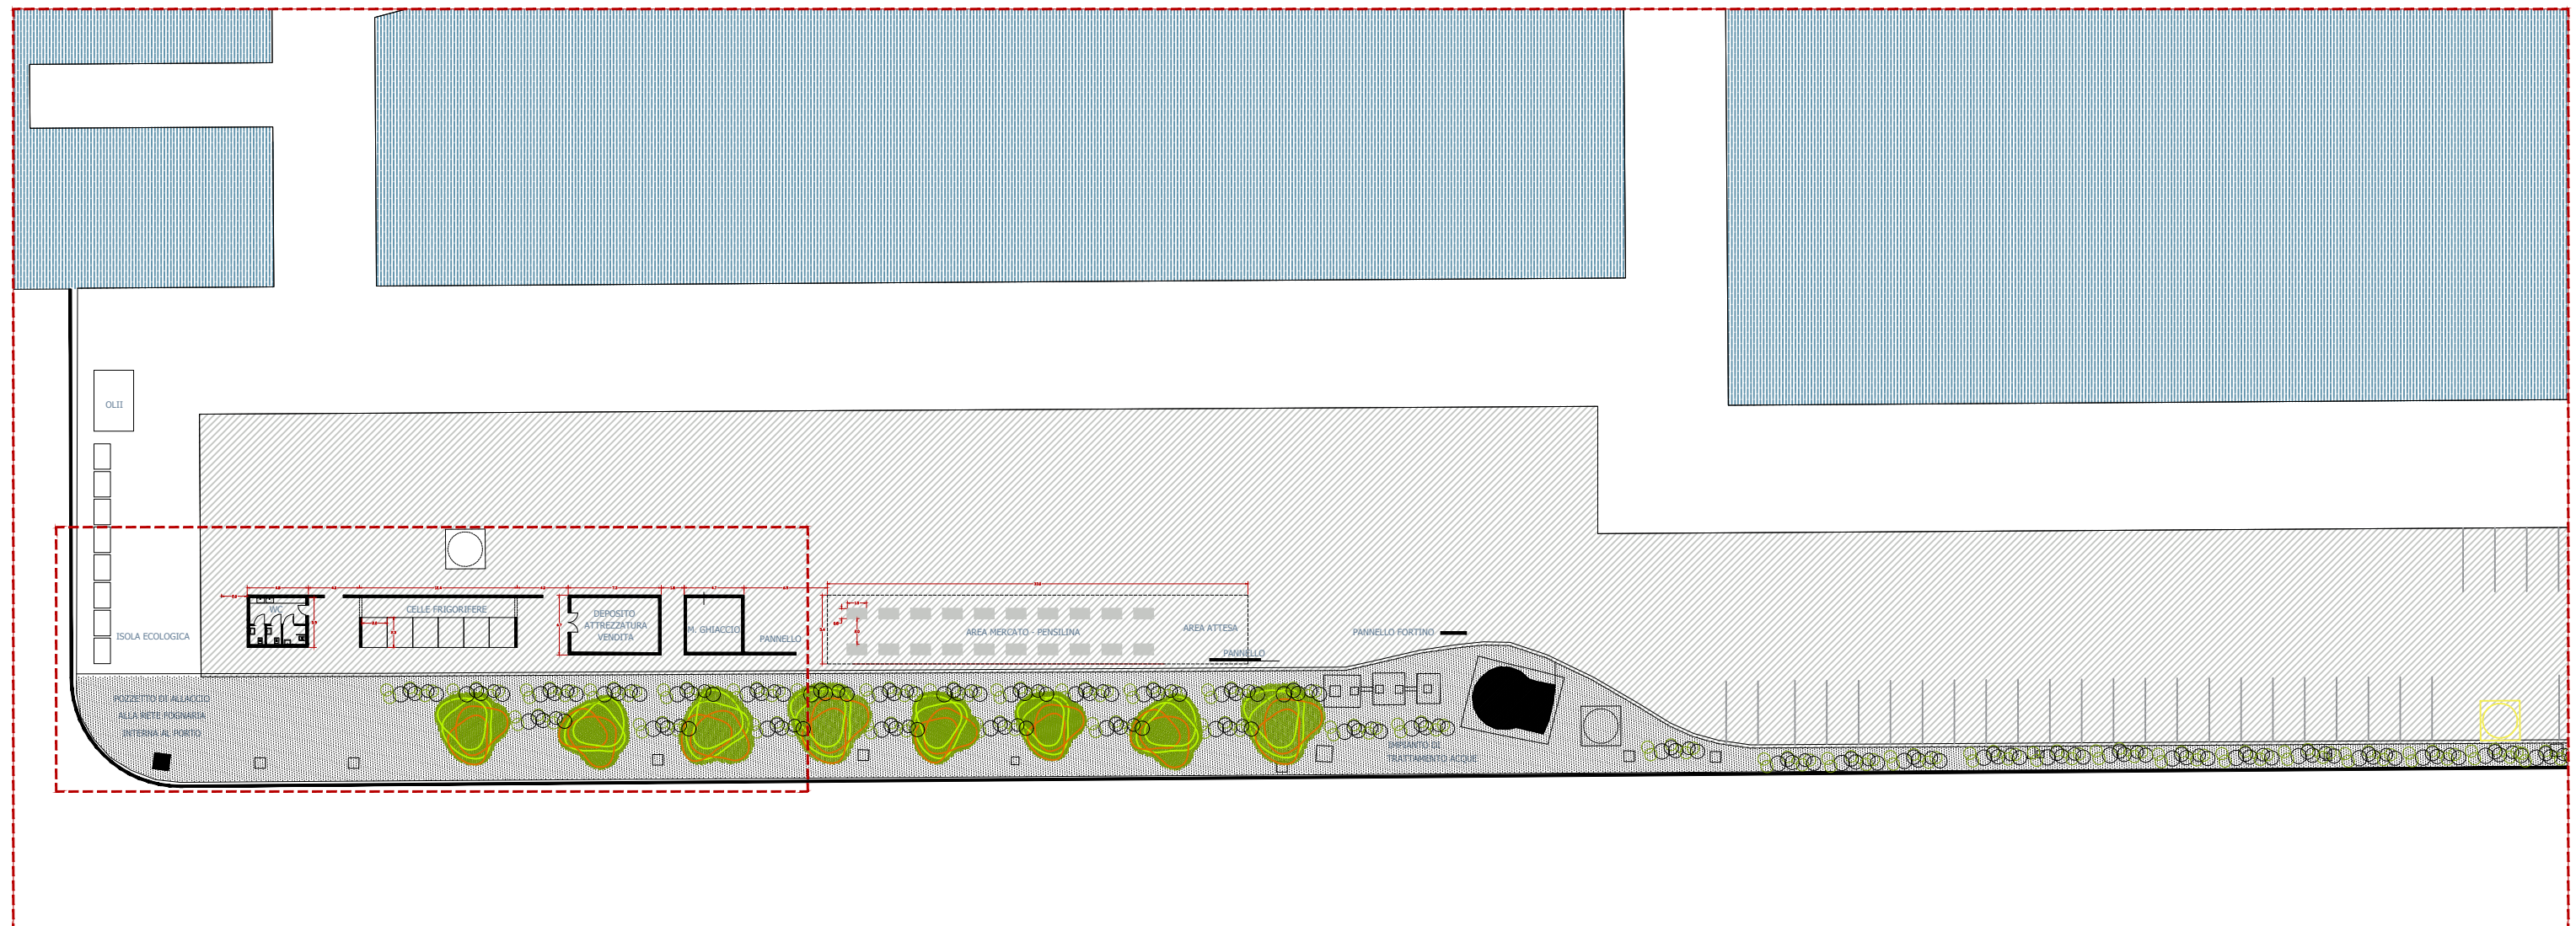 OLII
WC
CELLE FRIGORIFERE
DEPOSITO
ATTREZZATURA
VENDITA
M. GHIACCIO
PANNELLO
AREA MERCATO - PENSILINA
AREA ATTESA
PANNELLO
PANNELLO FORTINO
ISOLA ECOLOGICA
POZZETTO DI ALLACCIO
ALLA RETE FOGNARIA
INTERNA AL PORTO
IMPIANTO DI
TRATTAMENTO ACQUE